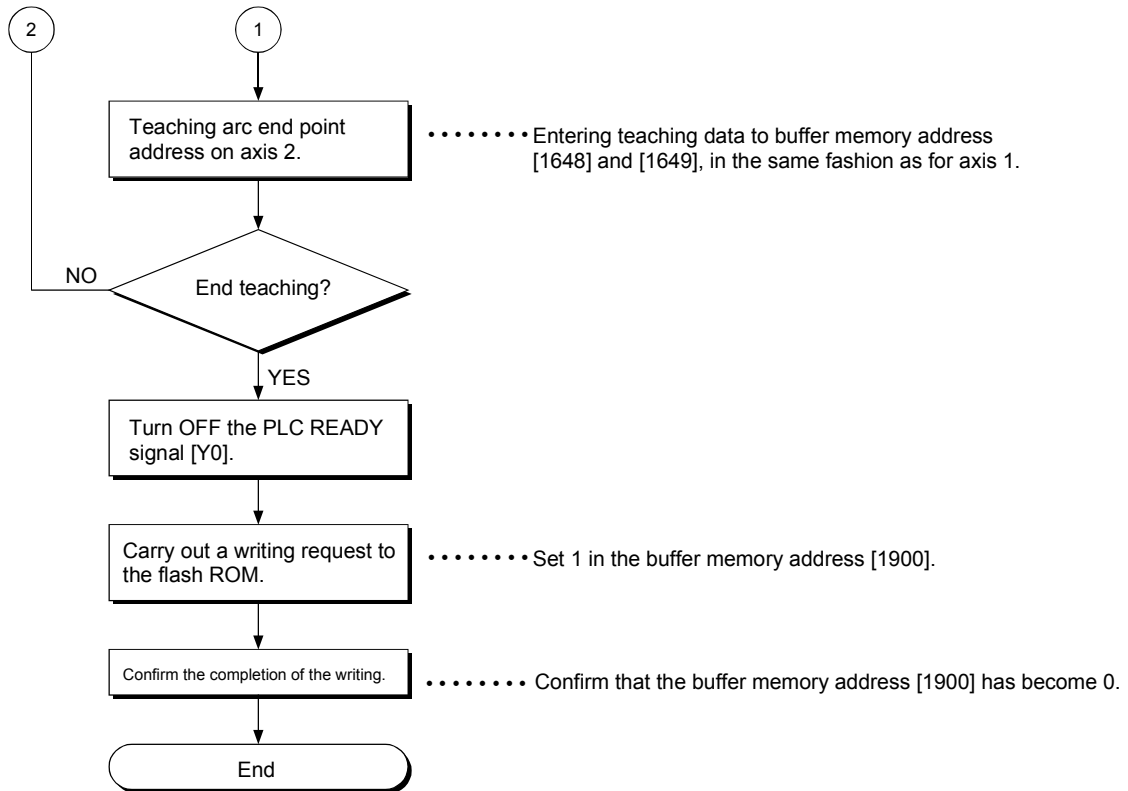 2
1
Teaching arc end point
address on axis 2.
• • • • • • • • Entering teaching data to buffer memory address
[1648] and [1649], in the same fashion as for axis 1.
NO
End teaching?
YES
Turn OFF the PLC READY
signal [Y0].
Carry out a writing request to
the flash ROM.
• • • • • • • • Set 1 in the buffer memory address [1900].
Confirm the completion of the writing.
• • • • • • • • Confirm that the buffer memory address [1900] has become 0.
End